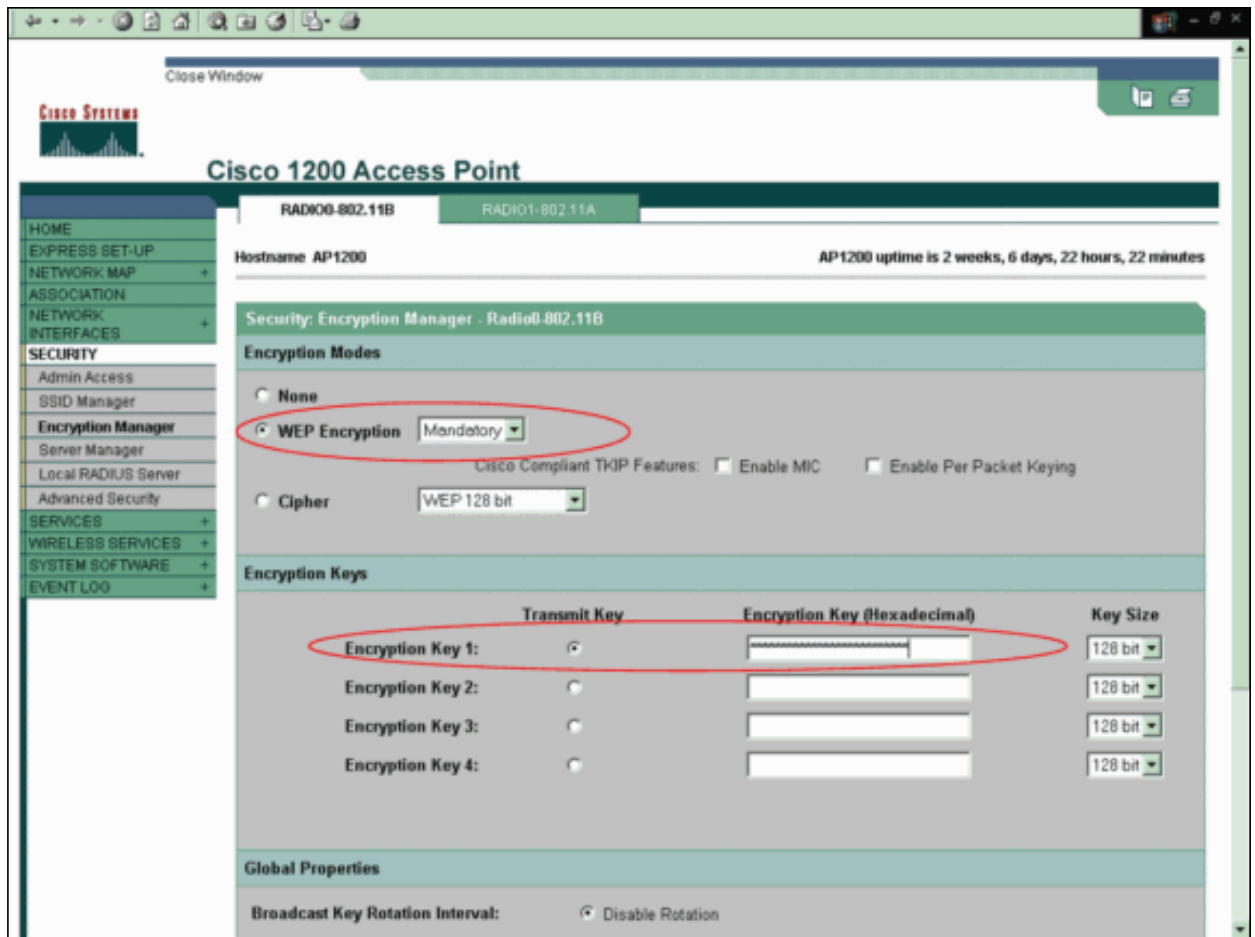 Close Window
CISCO SYSTEMS
Cisco 1200 Access Point
RADIO0-802.11B
RADIO1-802.11A
HOME
EXPRESS SET-UP
NETWORK MAP +
ASSOCIATION
NETWORK
INTERFACES +
SECURITY
Admin Access
SSID Manager
Encryption Manager
Server Manager
Local RADIUS Server
Advanced Security
SERVICES +
WIRELESS SERVICES +
SYSTEM SOFTWARE +
EVENT LOG +
Hostname AP1200
AP1200 uptime is 2 weeks, 6 days, 22 hours, 22 minutes
Security: Encryption Manager - Radio0-802.11B
Encryption Modes
None
WEP Encryption Mandatory
Cisco Compliant TKIP Features: Enable MIC Enable Per Packet Keying
Cipher WEP 128 bit
Encryption Keys
Transmit Key Encryption Key (Hexadecimal) Key Size
Encryption Key 1: 128 bit
Encryption Key 2: 128 bit
Encryption Key 3: 128 bit
Encryption Key 4: 128 bit
Global Properties
Broadcast Key Rotation Interval: Disable Rotation